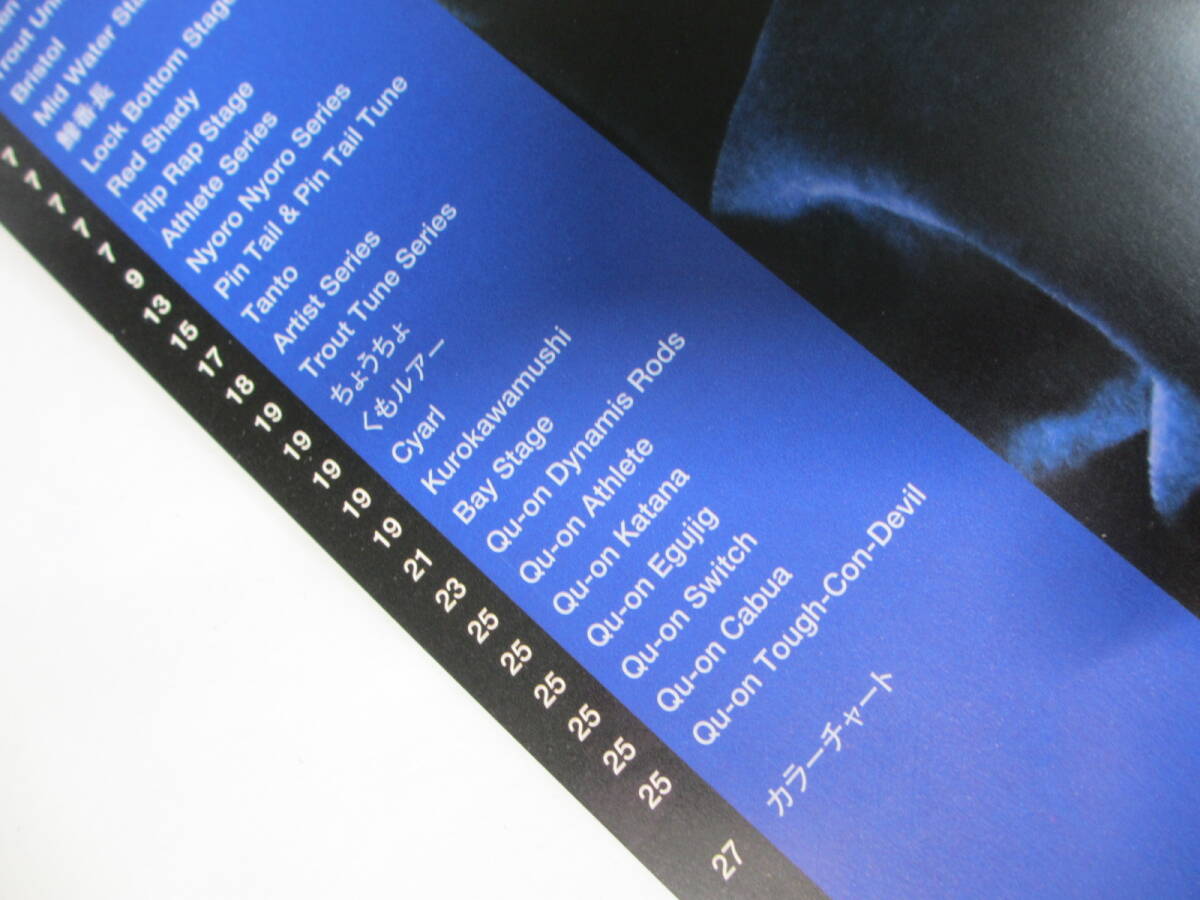 Bristol
7 Mid Water
7 番長
7 Lock Bottom Stage
7 Red Shady
7 Rip Rap Stage
9 Athlete Series
13 Nyoro Nyoro Series
15 Pin Tail & Pin Tail Tune
17 Tanto
18 Artist Series
19 Trout Tune Series
19 ちょうちょ
19 くもルアー
19 Cyarl
19 Kurokawamushi
21 Bay Stage
23 Qu-on Dynamis Rods
25 Qu-on Athlete
25 Qu-on Katana
25 Qu-on Egujig
25 Qu-on Switch
25 Qu-on Cabua
25 Qu-on Tough-Con-Devil
27 カラーチャート